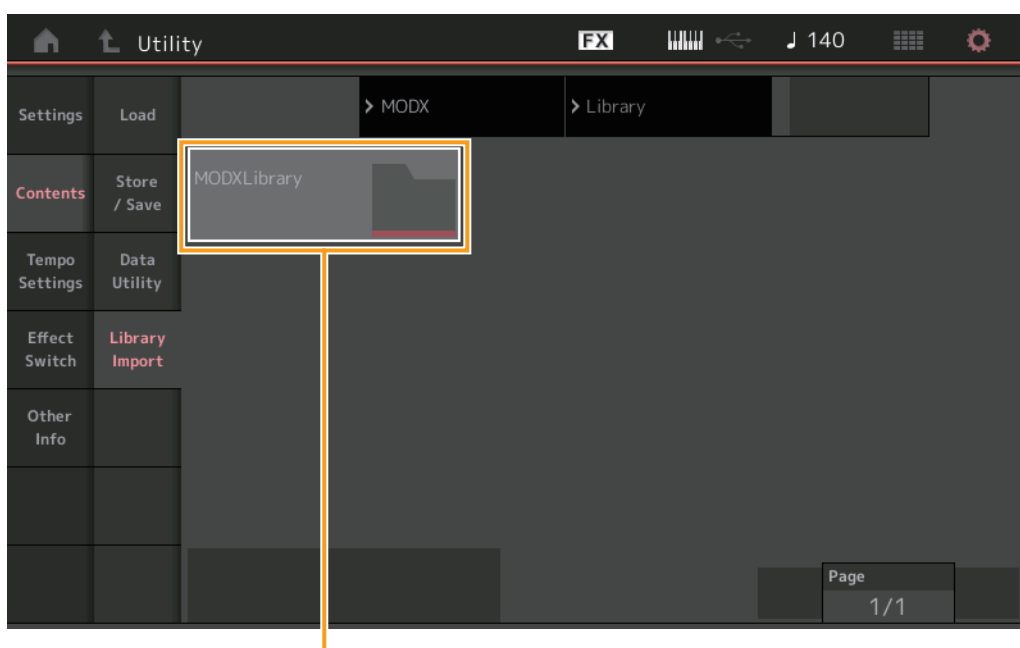 Utility
FX
140
Settings
Load
> MODX
> Library
Contents
Store
/ Save
MODXLibrary
Tempo
Settings
Data
Utility
Effect
Switch
Library
Import
Other
Info
Page
1/1